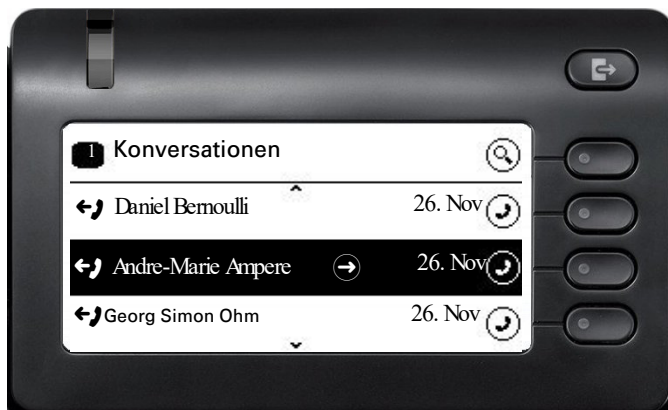 1 Konversationen
Daniel Bernoulli 26. Nov
Andre-Marie Ampere 26. Nov
Georg Simon Ohm 26. Nov